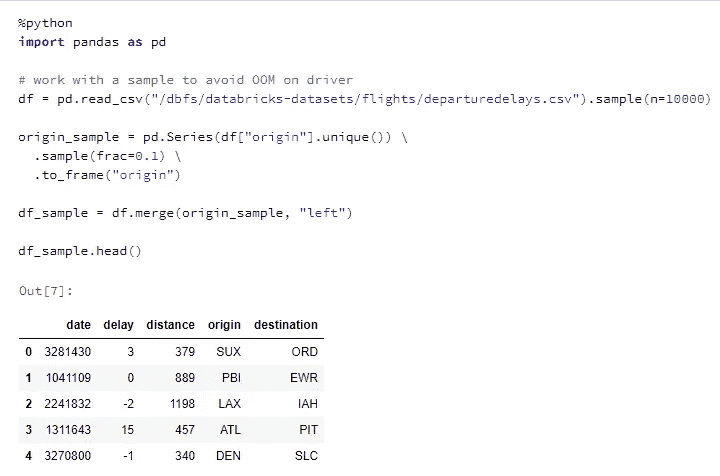 %python
import pandas as pd
# work with a sample to avoid OOM on driver
df = pd.read_csv("/dbfs/databricks-datasets/flights/departuredelays.csv").sample(n=10000)
origin_sample = pd.Series(df["origin"].unique()) \
.sample(frac=0.1) \
.to_frame("origin")
df_sample = df.merge(origin_sample, "left")
df_sample.head()
Out[7]:
date delay distance origin destination
0 3281430 3 379 SUX ORD
1 1041109 0 889 PBI EWR
2 2241832 -2 1198 LAX IAH
3 1311643 15 457 ATL PIT
4 3270800 -1 340 DEN SLC